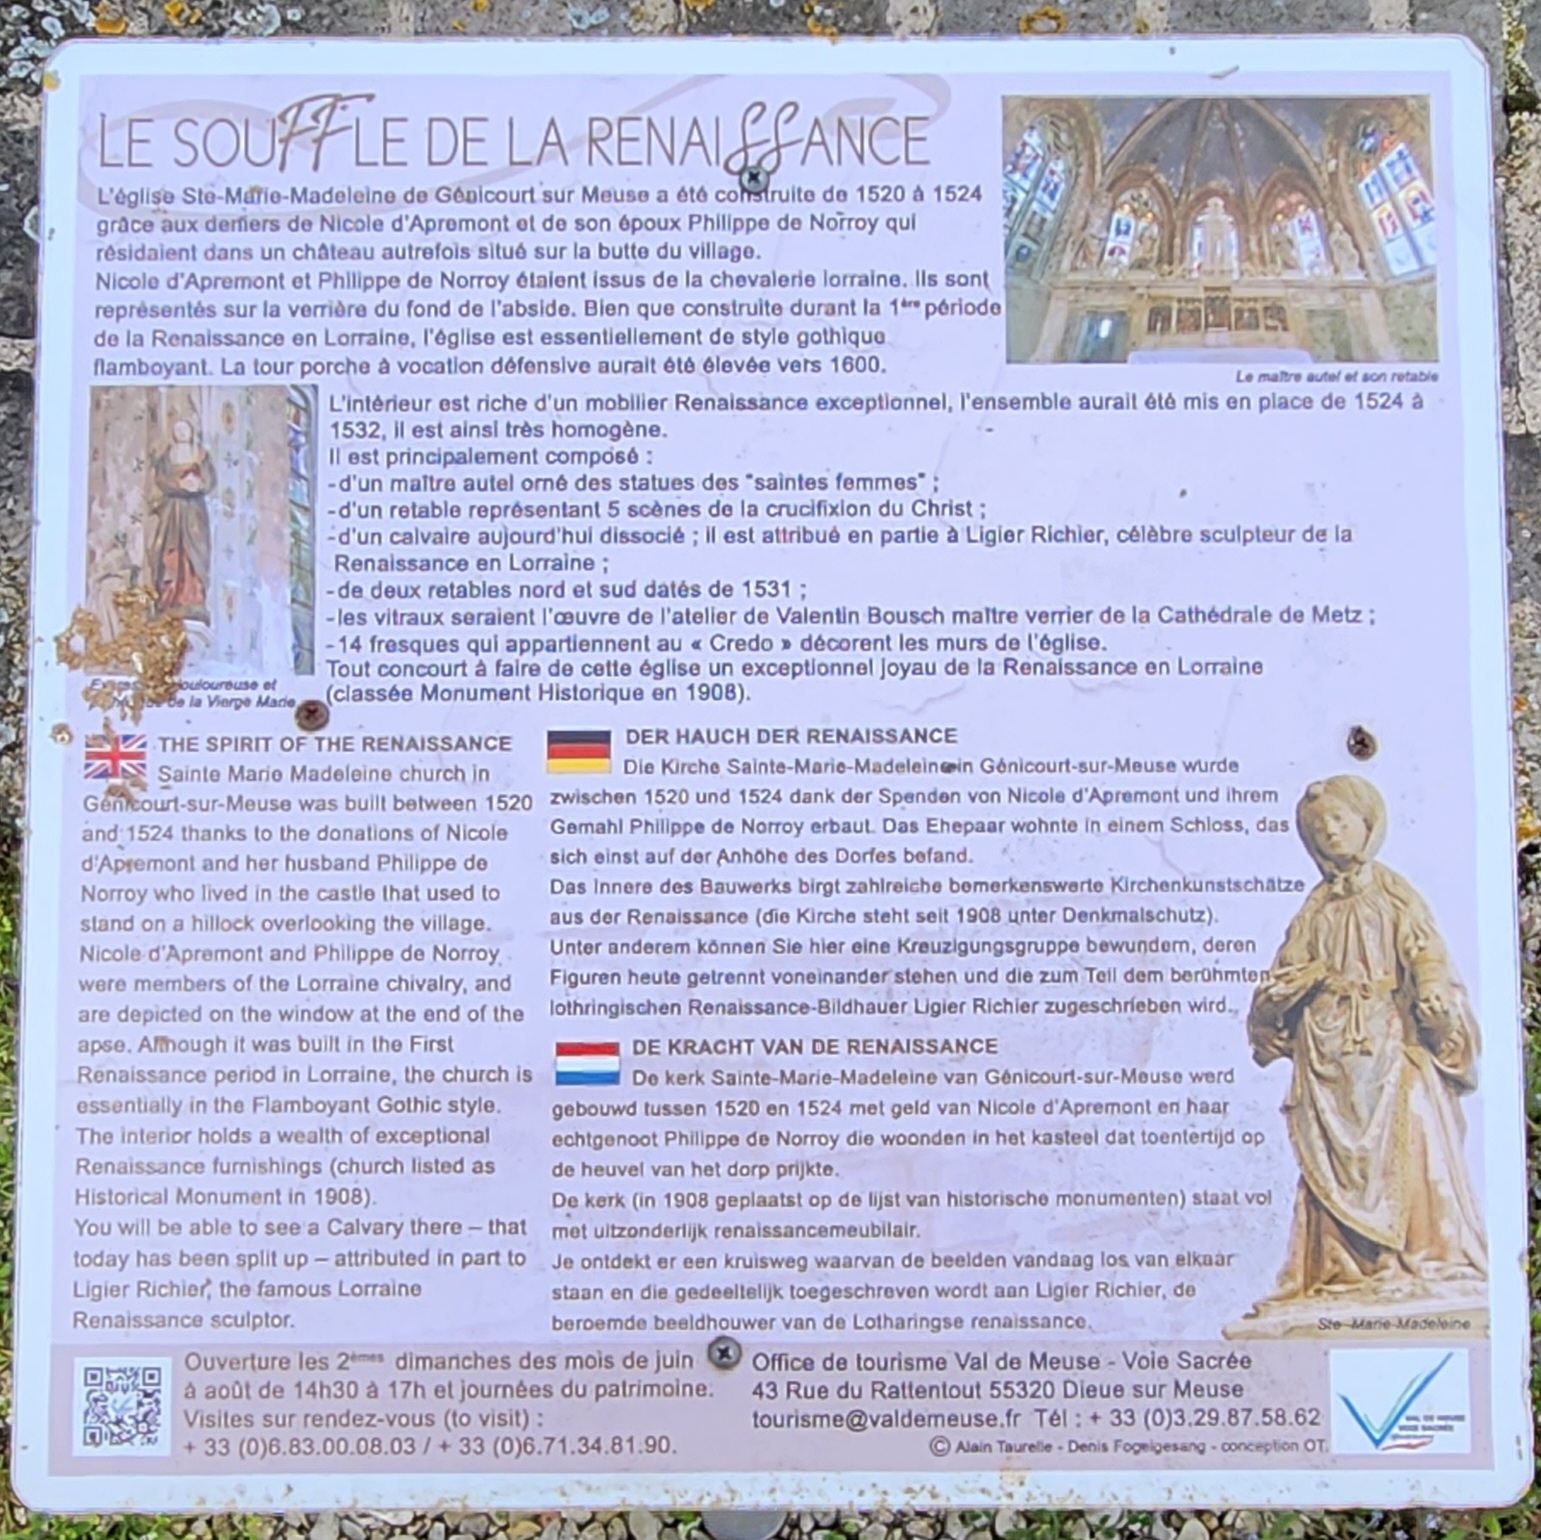 LE SOUFFLE DE LA RENAISSANCE
L'église Ste-Marie-Madeleine de Génicourt sur Meuse a été construite de 1520 à 1524
grâce aux deniers de Nicole d'Apremont et de son époux Philippe de Norroy qui
résidaient dans un château autrefois situé sur la butte du village.
Nicole d'Apremont et Philippe de Norroy étaient issus de la chevalerie lorraine. Ils sont
représentés sur la verrière du fond de l'abside. Bien que construite durant la 1ère période
de la Renaissance en Lorraine, l'église est essentiellement de style gothique
flamboyant. La tour porche à vocation défensive aurait été élevée vers 1600.
Le maître autel et son retable
L'intérieur est riche d'un mobilier Renaissance exceptionnel, l'ensemble aurait été mis en place de 1524 à
1532, il est ainsi très homogène.
Il est principalement composé :
-d'un maître autel orné des statues des "saintes femmes" ;
-d'un retable représentant 5 scènes de la crucifixion du Christ ;
-d'un calvaire aujourd'hui dissocié ; il est attribué en partie à Ligier Richier, célèbre sculpteur de la
Renaissance en Lorraine ;
-de deux retables nord et sud datés de 1531 ;
-les vitraux seraient l'œuvre de l'atelier de Valentin Bousch maître verrier de la Cathédrale de Metz ;
-14 fresques qui appartiennent au « Credo » décorent les murs de l'église.
Tout concourt à faire de cette église un exceptionnel joyau de la Renaissance en Lorraine
(classée Monument Historique en 1908).
douloureuse et
de la Vierge Marie
THE SPIRIT OF THE RENAISSANCE
Sainte Marie Madeleine church in
Génicourt-sur-Meuse was built between 1520
and 1524 thanks to the donations of Nicole
d'Apremont and her husband Philippe de
Norroy who lived in the castle that used to
stand on a hillock overlooking the village.
Nicole d'Apremont and Philippe de Norroy
were members of the Lorraine chivalry, and
are depicted on the window at the end of the
apse. Although it was built in the First
Renaissance period in Lorraine, the church is
essentially in the Flamboyant Gothic style.
The interior holds a wealth of exceptional
Renaissance furnishings (church listed as
Historical Monument in 1908).
You will be able to see a Calvary there – that
today has been split up – attributed in part to
Ligier Richier, the famous Lorraine
Renaissance sculptor.
DER HAUCH DER RENAISSANCE
Die Kirche Sainte-Marie-Madeleine in Génicourt-sur-Meuse wurde
zwischen 1520 und 1524 dank der Spenden von Nicole d'Apremont und ihrem
Gemahl Philippe de Norroy erbaut. Das Ehepaar wohnte in einem Schloss, das
sich einst auf der Anhöhe des Dorfes befand.
Das Innere des Bauwerks birgt zahlreiche bemerkenswerte Kirchenkunstschätze
aus der Renaissance (die Kirche steht seit 1908 unter Denkmalschutz).
Unter anderem können Sie hier eine Kreuzigungsgruppe bewundern, deren
Figuren heute getrennt voneinander stehen und die zum Teil dem berühmten
lothringischen Renaissance-Bildhauer Ligier Richier zugeschrieben wird.
DE KRACHT VAN DE RENAISSANCE
De kerk Sainte-Marie-Madeleine van Génicourt-sur-Meuse werd
gebouwd tussen 1520 en 1524 met geld van Nicole d'Apremont en haar
echtgenoot Philippe de Norroy die woonden in het kasteel dat toentertijd op
de heuvel van het dorp prijkte.
De kerk (in 1908 geplaatst op de lijst van historische monumenten) staat vol
met uitzonderlijk renaissancemeubilair.
Je ontdekt er een kruisweg waarvan de beelden vandaag los van elkaar
staan en die gedeeltelijk toegeschreven wordt aan Ligier Richier, de
beroemde beeldhouwer van de Lotharingse renaissance.
Ste-Marie-Madeleine
Ouverture les 2èmes dimanches des mois de juin
à août de 14h30 à 17h et journées du patrimoine.
Visites sur rendez-vous (to visit) :
+ 33 (0)6.83.00.08.03 / + 33 (0)6.71.34.81.90.
Office de tourisme Val de Meuse - Voie Sacrée
43 Rue du Rattentout 55320 Dieue sur Meuse
tourisme@valdemeuse.fr Tél : + 33 (0)3.29.87.58.62
© Alain Taurelle - Denis Fogelgesang - conception OT.
VAL DE MEUSE
VOIE SACRÉE